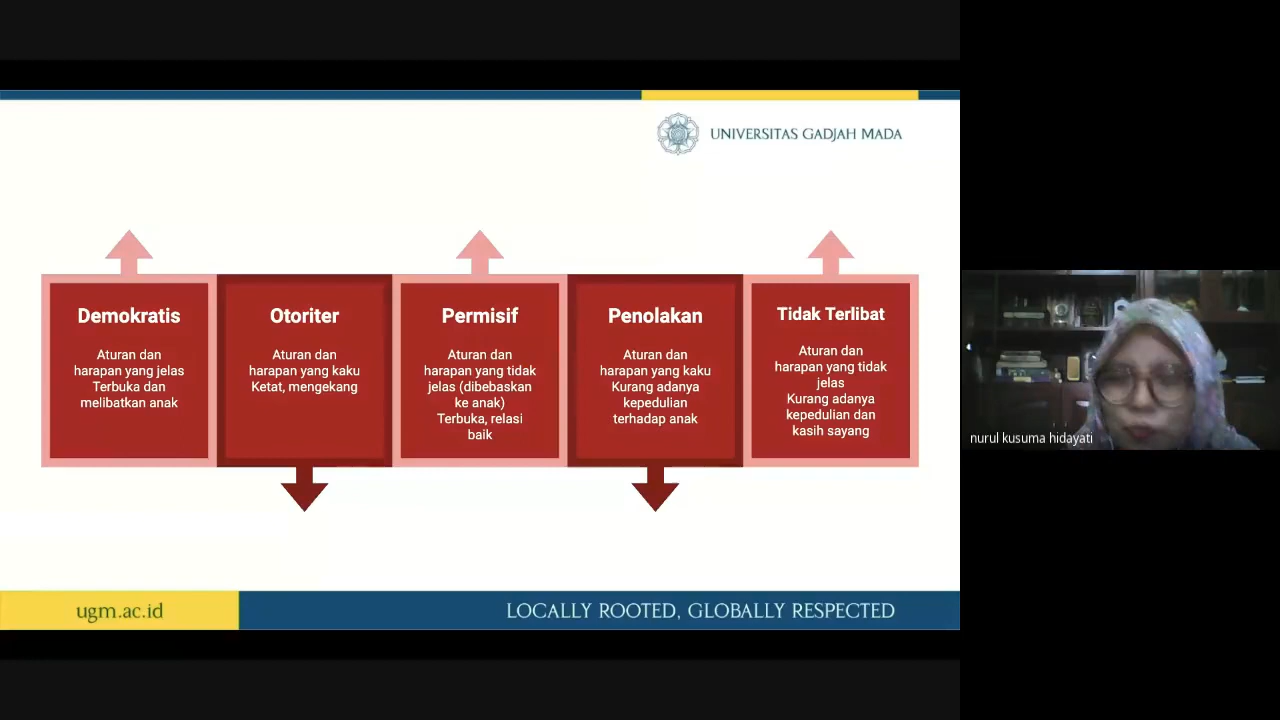 UNIVERSITAS GADJAH MADA
Demokratis
Aturan dan
harapan yang jelas
Terbuka dan
melibatkan anak
Otoriter
Aturan dan
harapan yang kaku
Ketat, mengekang
Permisif
Aturan dan
harapan yang tidak
jelas (dibebaskan
ke anak)
Terbuka, relasi
baik
Penolakan
Aturan dan
harapan yang kaku
Kurang adanya
kepedulian
terhadap anak
Tidak Terlibat
Aturan dan
harapan yang tidak
jelas
Kurang adanya
kepedulian dan
kasih sayang
nurul kusuma hidayati
ugm.ac.id
LOCALLY ROOTED, GLOBALLY RESPECTED